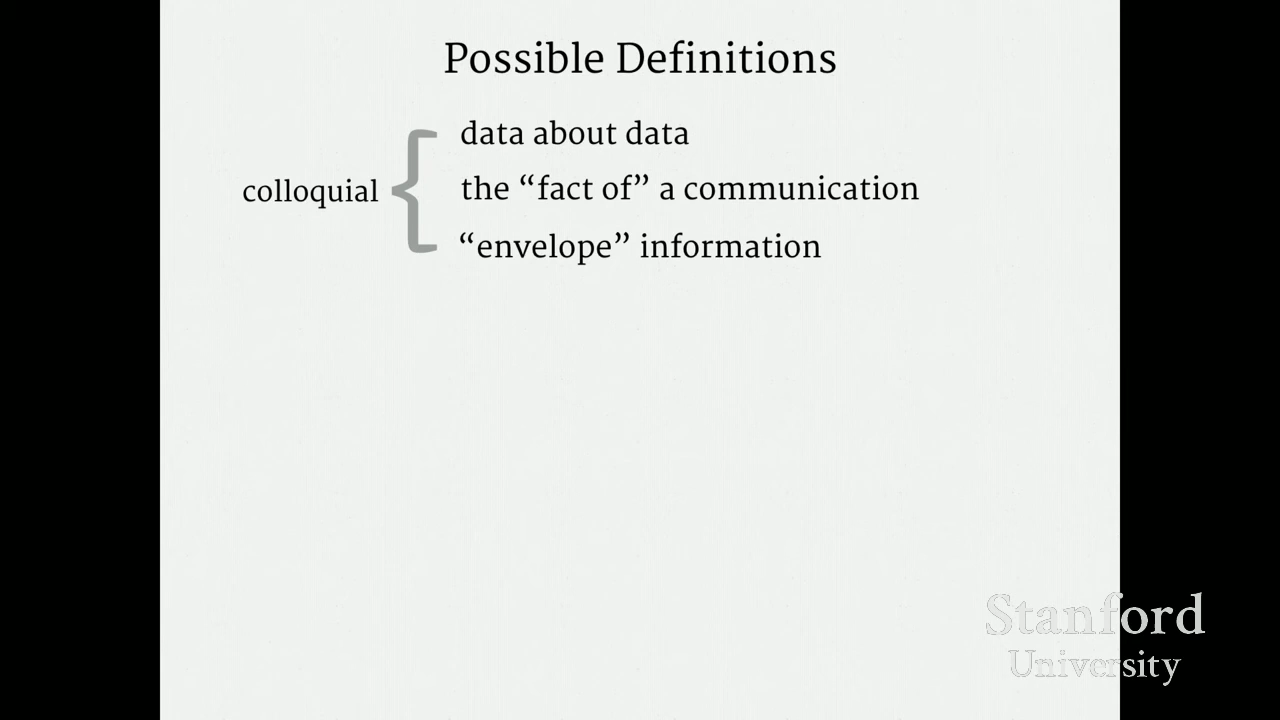 Possible Definitions
data about data
colloquial
the “fact of” a communication
“envelope” information
Stanford
University